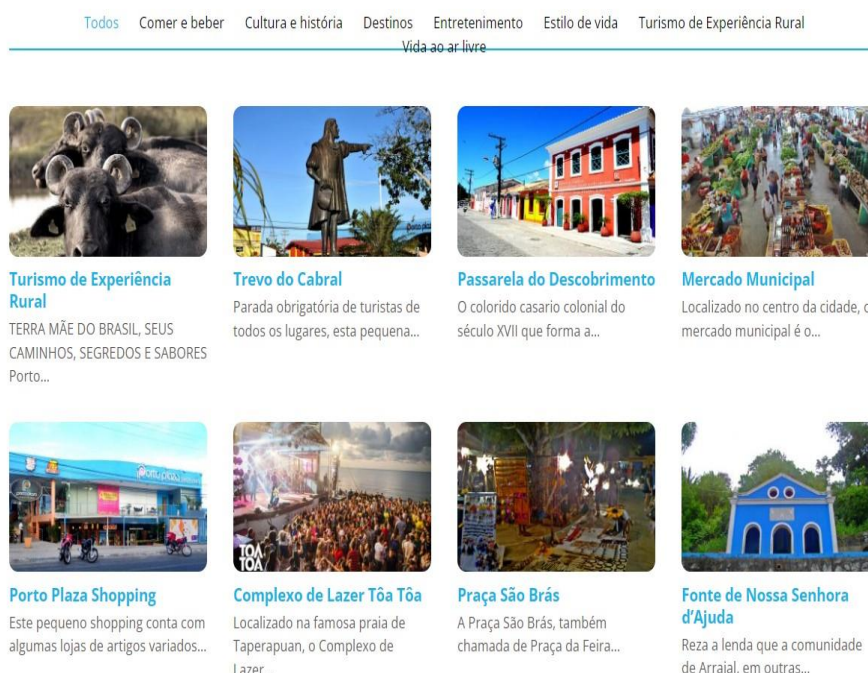 Todos Comer e beber Cultura e história Destinos Entretenimento Estilo de vida Turismo de Experiência Rural
Vida ao ar livre
Turismo de Experiência
Rural
TERRA MÃE DO BRASIL, SEUS
CAMINHOS, SEGREDOS E SABORES
Porto...
Trevo do Cabral
Parada obrigatória de turistas de
todos os lugares, esta pequena...
Passarela do Descobrimento
O colorido casario colonial do
século XVII que forma a...
Mercado Municipal
Localizado no centro da cidade, o
mercado municipal é o...
Porto plaza
Porto Plaza Shopping
Este pequeno shopping conta com
algumas lojas de artigos variados...
TÔA
TÔA
Complexo de Lazer Tôa Tôa
Localizado na famosa praia de
Taperapuan, o Complexo de
Lazer...
Praça São Brás
A Praça São Brás, também
chamada de Praça da Feira...
Fonte de Nossa Senhora
d’Ajuda
Reza a lenda que a comunidade
de Arraial, em outras...